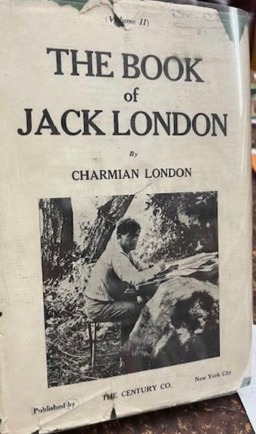 (Volume II)
THE BOOK
of
JACK LONDON
By
CHARMIAN LONDON
Published by THE CENTURY CO. New York City